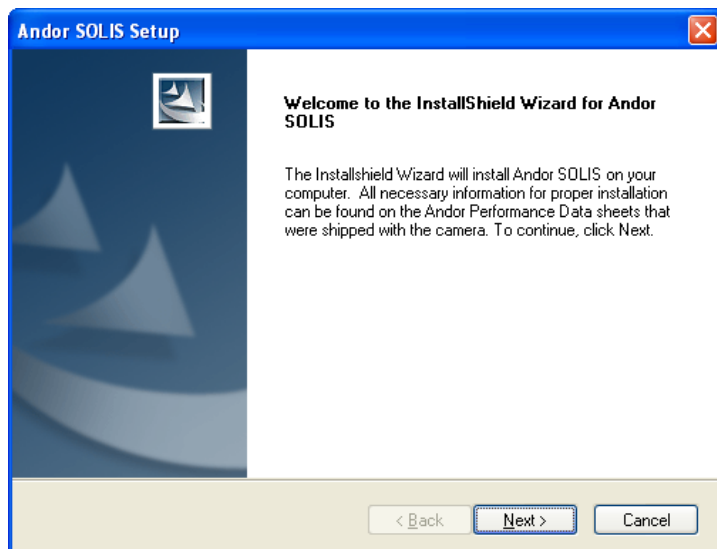 Andor SOLIS Setup
Welcome to the InstallShield Wizard for Andor
SOLIS
The Installshield Wizard will install Andor SOLIS on your
computer. All necessary information for proper installation
can be found on the Andor Performance Data sheets that
were shipped with the camera. To continue, click Next.
< Back Next > Cancel